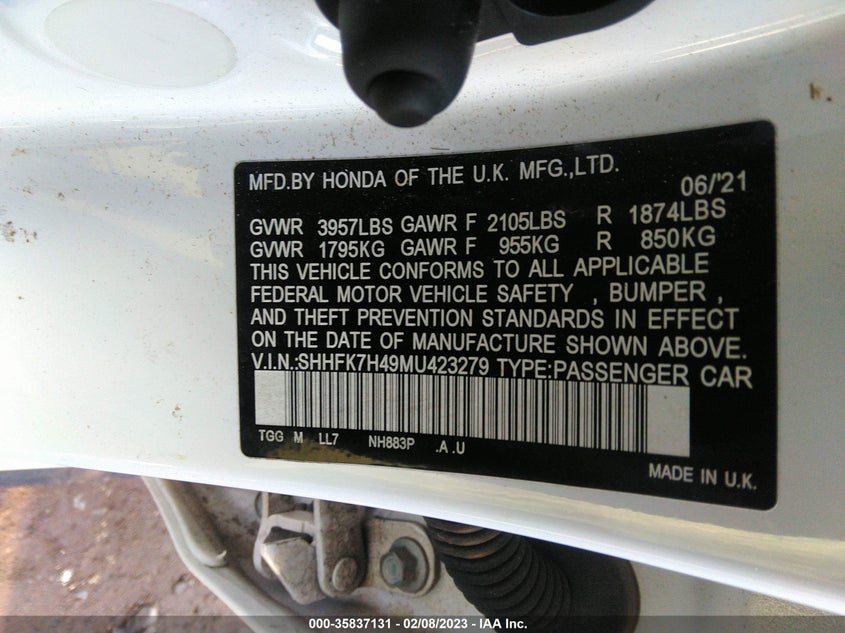 MFD.BY HONDA OF THE U.K. MFG.,LTD.
06/'21
GVWR 3957LBS GAWR F 2105LBS R 1874LBS
GVWR 1795KG GAWR F 955KG R 850KG
THIS VEHICLE CONFORMS TO ALL APPLICABLE
FEDERAL MOTOR VEHICLE SAFETY , BUMPER ,
AND THEFT PREVENTION STANDARDS IN EFFECT
ON THE DATE OF MANUFACTURE SHOWN ABOVE.
V.I.N.:SHHFK7H49MU423279 TYPE:PASSENGER CAR
TGG M LL7 NH883P .A .U
MADE IN U.K.
000-35837131 - 02/08/2023 - IAA Inc.